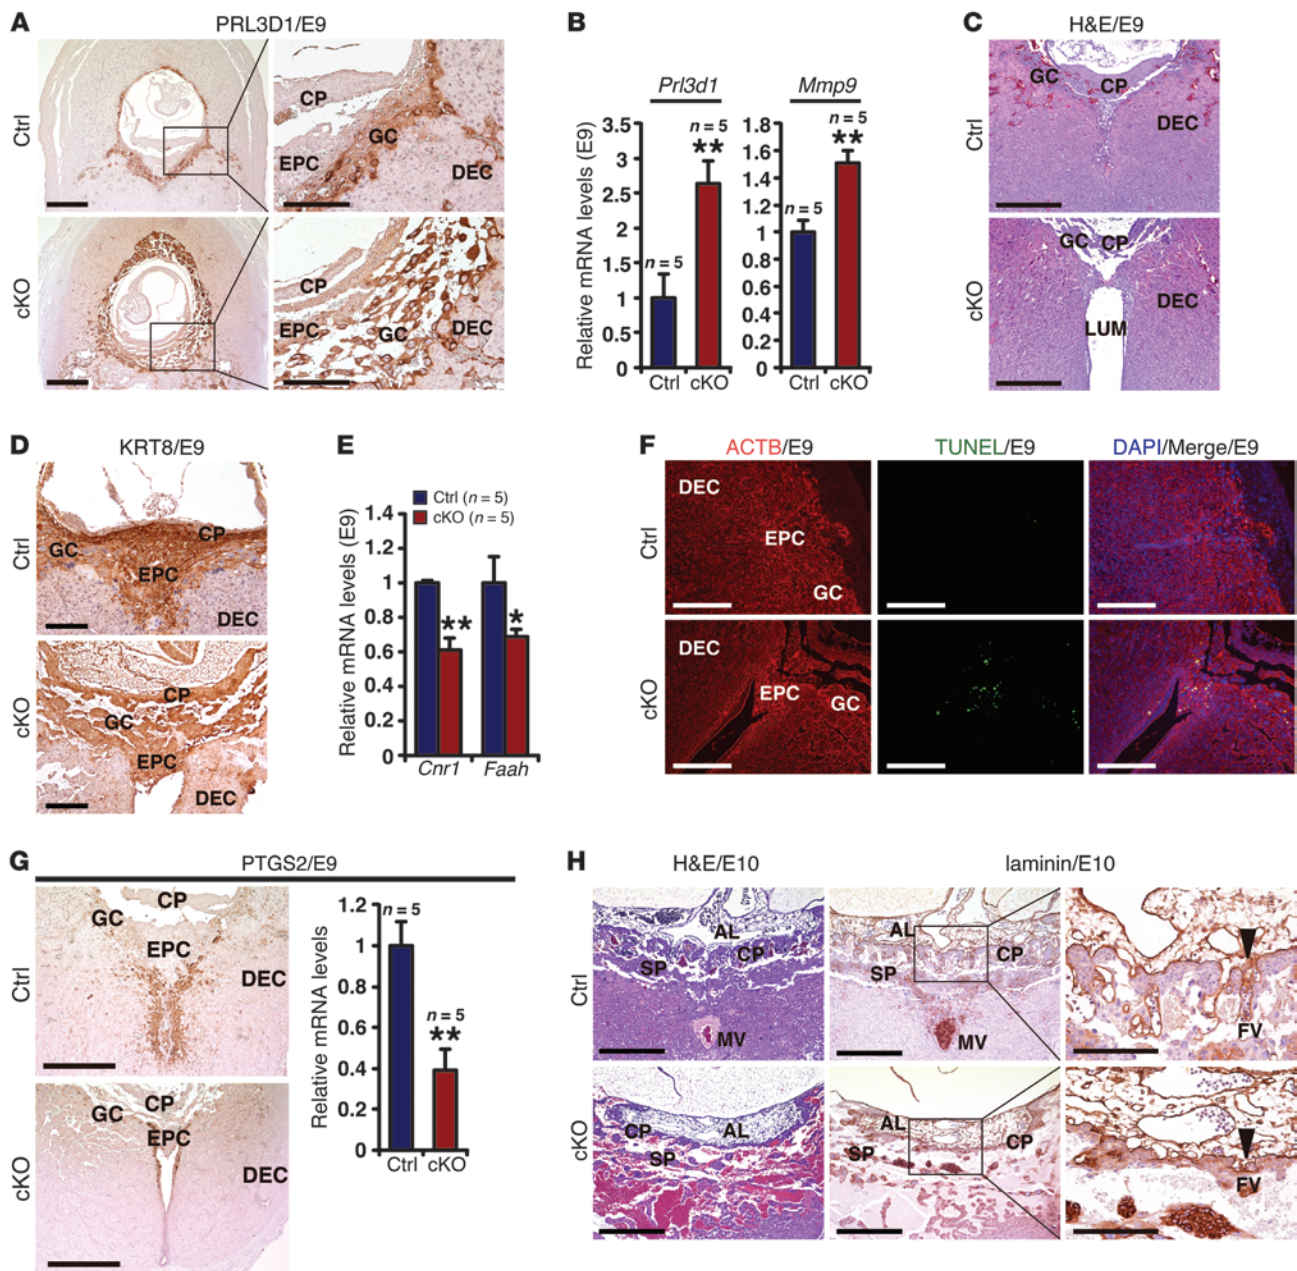 A
PRL3D1/E9
Ctrl
CP
GC
EPC
DEC
cKO
CP
EPC
GC
DEC
B
Prl3d1
Mmp9
Relative mRNA levels (E9)
3.5
3
2.5
2
1.5
1
0.5
0
n = 5
n = 5
**
Ctrl
cKO
1.8
1.6
1.4
1.2
1
0.8
0.6
0.4
0.2
0
n = 5
n = 5
**
Ctrl
cKO
C
H&E/E9
Ctrl
GC
CP
DEC
cKO
GC
CP
DEC
LUM
D
KRT8/E9
Ctrl
CP
GC
EPC
DEC
cKO
CP
GC
EPC
DEC
E
Ctrl (n = 5)
cKO (n = 5)
Relative mRNA levels (E9)
1.4
1.2
1
0.8
0.6
0.4
0.2
0
**
*
Cnr1
Faah
F
ACTB/E9
TUNEL/E9
DAPI/Merge/E9
Ctrl
DEC
EPC
GC
cKO
DEC
EPC
GC
G
PTGS2/E9
Ctrl
CP
GC
EPC
DEC
cKO
CP
GC
EPC
DEC
Relative mRNA levels
1.2
1
0.8
0.6
0.4
0.2
0
n = 5
n = 5
**
Ctrl
cKO
H
H&E/E10
laminin/E10
Ctrl
AL
CP
SP
MV
AL
CP
SP
MV
FV
cKO
CP
AL
SP
AL
CP
SP
FV